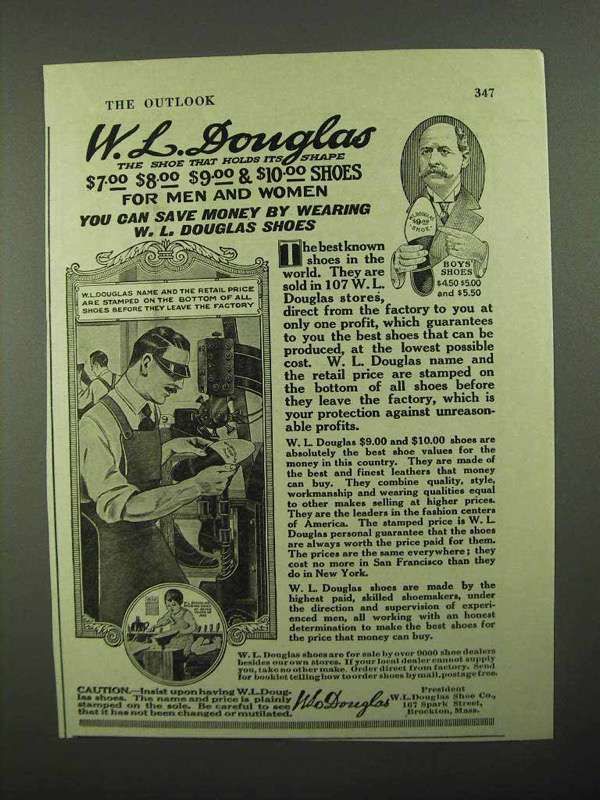 THE OUTLOOK
347
W. L. Douglas
THE SHOE THAT HOLDS ITS SHAPE
$7.00 $8.00 $9.00 & $10.00 SHOES
FOR MEN AND WOMEN
YOU CAN SAVE MONEY BY WEARING
W. L. DOUGLAS SHOES
BOYS'
SHOES
$4.50 $5.00
and $5.50
W.L.DOUGLAS NAME AND THE RETAIL PRICE
ARE STAMPED ON THE BOTTOM OF ALL
SHOES BEFORE THEY LEAVE THE FACTORY
The best known
shoes in the
world. They are
sold in 107 W. L.
Douglas stores,
direct from the factory to you at
only one profit, which guarantees
to you the best shoes that can be
produced, at the lowest possible
cost. W. L. Douglas name and
the retail price are stamped on
the bottom of all shoes before
they leave the factory, which is
your protection against unreason-
able profits.
W. L. Douglas $9.00 and $10.00 shoes are
absolutely the best shoe values for the
money in this country. They are made of
the best and finest leathers that money
can buy. They combine quality, style,
workmanship and wearing qualities equal
to other makes selling at higher prices.
They are the leaders in the fashion centers
of America. The stamped price is W. L.
Douglas personal guarantee that the shoes
are always worth the price paid for them.
The prices are the same everywhere; they
cost no more in San Francisco than they
do in New York.
W. L. Douglas shoes are made by the
highest paid, skilled shoemakers, under
the direction and supervision of experi-
enced men, all working with an honest
determination to make the best shoes for
the price that money can buy.
W. L. Douglas shoes are for sale by over 9000 shoe dealers
besides our own stores. If your local dealer cannot supply
you, take no other make. Order direct from factory. Send
for booklet telling how to order shoes by mail, postage free.
CAUTION.—Insist upon having W.L.Doug-
las shoes. The name and price is plainly
stamped on the sole. Be careful to see
that it has not been changed or mutilated.
W. L. Douglas
President
W.L.Douglas Shoe Co.,
167 Spark Street,
Brockton, Mass.